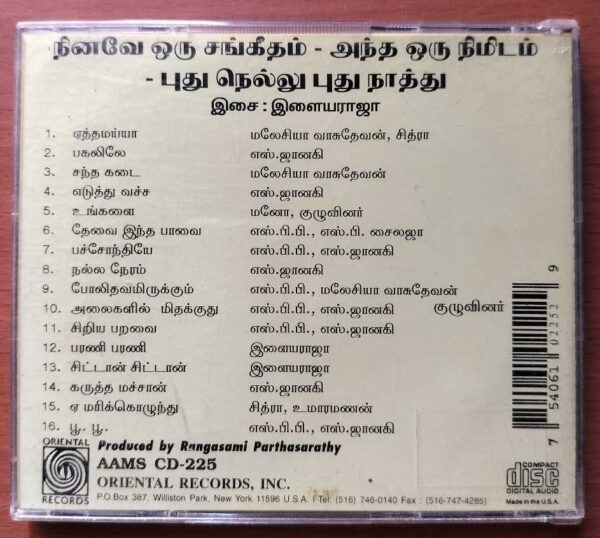 நினவே ஒரு சங்கீதம் - அந்த ஒரு நிமிடம்
- புது நெல்லு புது நாத்து
இசை : இளையராஜா
1. ஏத்தமய்யா மலேசியா வாசுதேவன், சித்ரா
2. பகலிலே எஸ்.ஜானகி
3. சந்த கடை மலேசியா வாசுதேவன்
4. எடுத்து வச்ச எஸ்.ஜானகி
5. உங்களை மனோ, குழுவினர்
6. தேவை இந்த பாவை எஸ்.பி.பி., எஸ்.பி. சைலஜா
7. பச்சோந்தியே எஸ்.பி.பி., எஸ்.ஜானகி
8. நல்ல நேரம் எஸ்.ஜானகி
9. போலிதவமிருக்கும் எஸ்.பி.பி., மலேசியா வாசுதேவன்
10. அலைகளில் மிதக்குது எஸ்.பி.பி., எஸ்.ஜானகி குழுவினர்
11. சிறிய பறவை எஸ்.பி.பி., எஸ்.ஜானகி
12. பரணி பரணி இளையராஜா
13. சிட்டான் சிட்டான் இளையராஜா
14. கருத்த மச்சான் எஸ்.ஜானகி
15. ஏ மரிக்கொழுந்து சித்ரா, உமாரமணன்
16. பூ. பூ. எஸ்.பி.பி., எஸ்.ஜானகி
ORIENTAL
RECORDS
Produced by Rangasami Parthasarathy
AAMS CD-225
ORIENTAL RECORDS, INC.
P.O.Box 387, Williston Park, New York 11596 U.S.A. / Tel: (516) 746-0140 Fax : (516-747-4285)
7 54061 02252 9
COMPACT
disc
DIGITAL AUDIO
Made in the U.S.A.